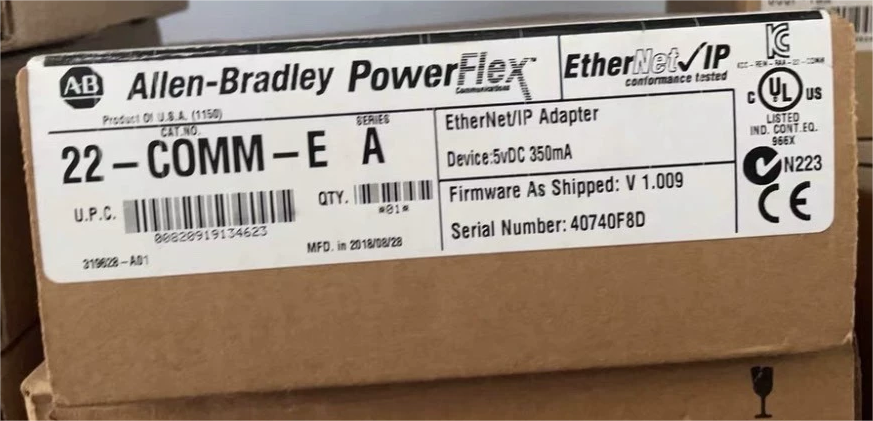 AB Allen-Bradley PowerFlex
Communications
EtherNet/IP
conformance tested
Product Of U.S.A. (1150)
CAT.NO.
SERIES
22-COMM-E A
U.P.C.
00820919134623
QTY.
*01*
319628-A01
MFD. in 2018/08/28
EtherNet/IP Adapter
Device:5vDC 350mA
Firmware As Shipped: V 1.009
Serial Number: 40740F8D
C UL US
LISTED
IND. CONT.EQ.
966X
N223
CE